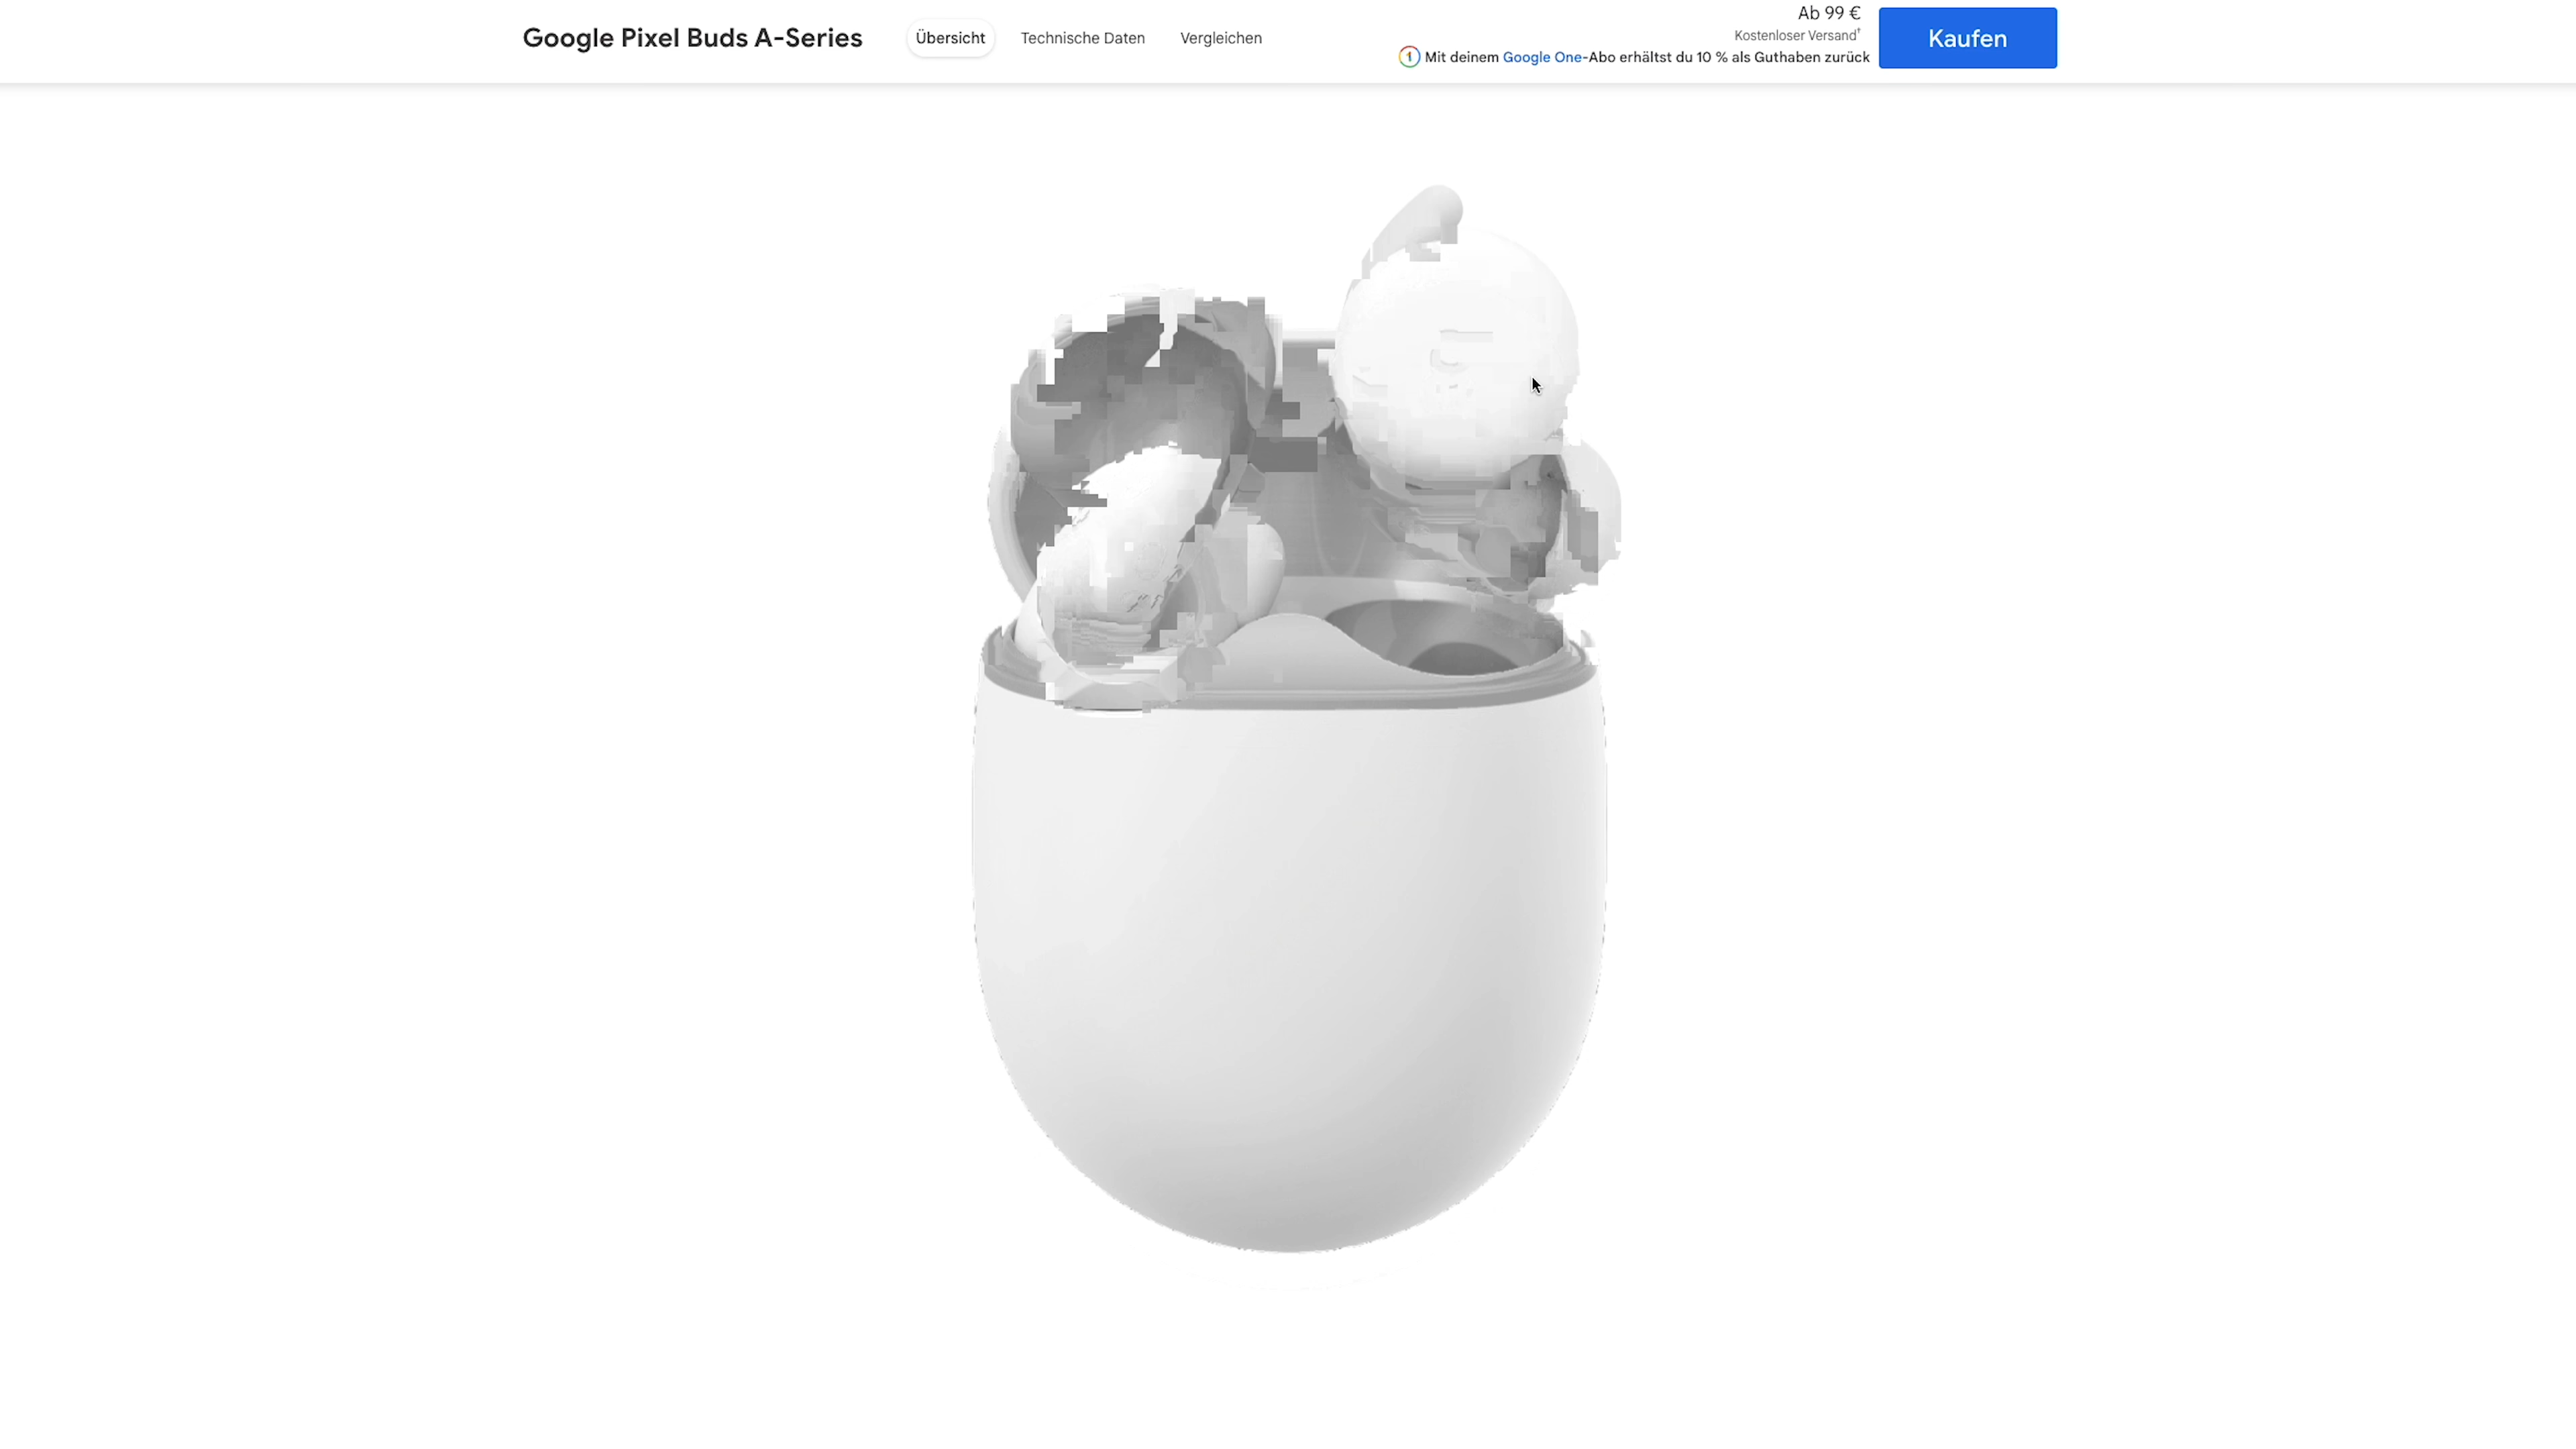 Google Pixel Buds A-Series
Übersicht
Technische Daten
Vergleichen
Ab 99 €
Kostenloser Versand†
Mit deinem Google One-Abo erhältst du 10 % als Guthaben zurück
Kaufen